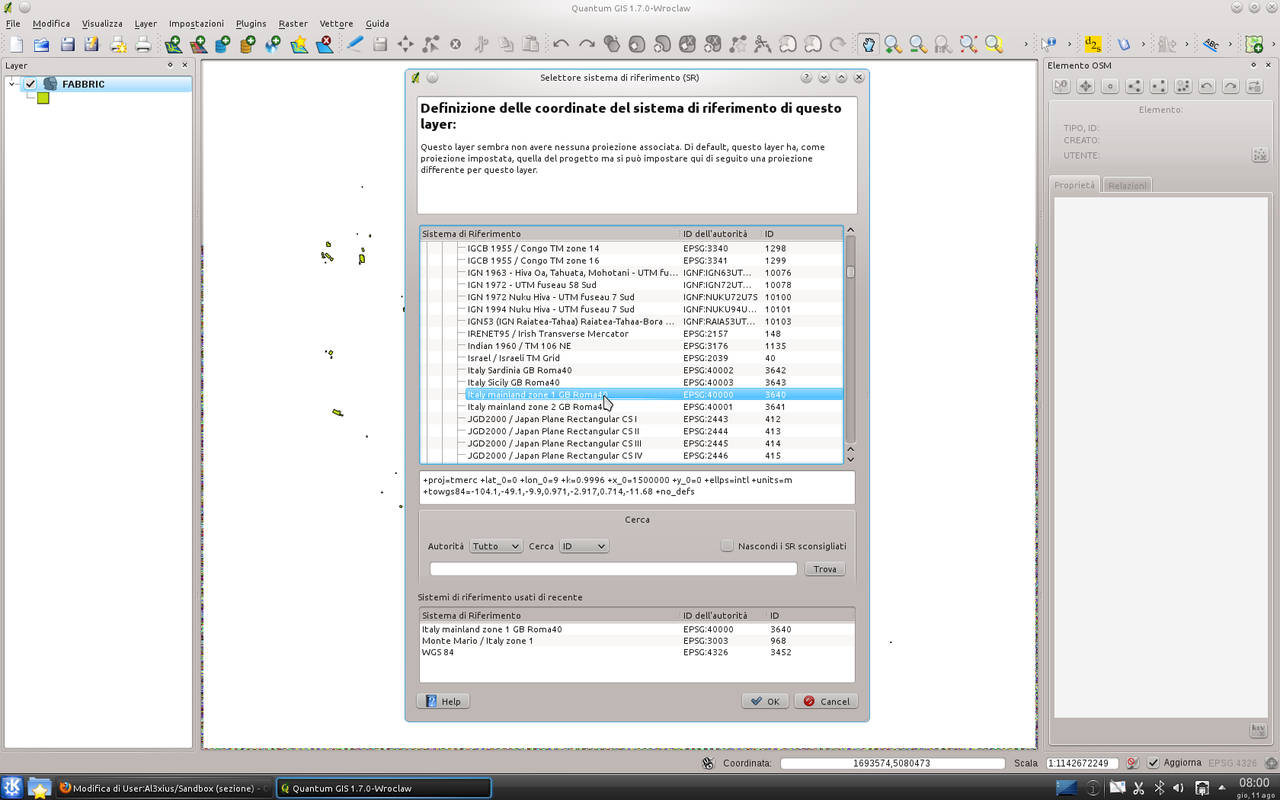 Quantum GIS 1.7.0-Wroclaw
File Modifica Visualizza Layer Impostazioni Plugins Raster Vettore Guida
Layer
FABBRIC
Selettore sistema di riferimento (SR)
Definizione delle coordinate del sistema di riferimento di questo
layer:
Questo layer sembra non avere nessuna proiezione associata. Di default, questo layer ha, come
proiezione impostata, quella del progetto ma si può impostare qui di seguito una proiezione
differente per questo layer.
Sistema di Riferimento ID dell'autorità ID
IGCB 1955 / Congo TM zone 14 EPSG:3340 1298
IGCB 1955 / Congo TM zone 16 EPSG:3341 1299
IGN 1963 - Hiva Oa, Tahuata, Mohotani - UTM fu... IGNF:IGN63UT... 10076
IGN 1972 - UTM fuseau 58 Sud IGNF:IGN72UT... 10078
IGN 1972 Nuku Hiva - UTM fuseau 7 Sud IGNF:NUKU72U7S 10100
IGN 1994 Nuku Hiva - UTM fuseau 7 Sud IGNF:NUKU94U... 10101
IGN53 (IGN Raiatea-Tahaa) Raiatea-Tahaa-Bora ... IGNF:RAIA53UT... 10103
IRENET95 / Irish Transverse Mercator EPSG:2157 148
Indian 1960 / TM 106 NE EPSG:3176 1135
Israel / Israeli TM Grid EPSG:2039 40
Italy Sardinia GB Roma40 EPSG:40002 3642
Italy Sicily GB Roma40 EPSG:40003 3643
Italy mainland zone 1 GB Roma40 EPSG:40000 3640
Italy mainland zone 2 GB Roma40 EPSG:40001 3641
JGD2000 / Japan Plane Rectangular CS I EPSG:2443 412
JGD2000 / Japan Plane Rectangular CS II EPSG:2444 413
JGD2000 / Japan Plane Rectangular CS III EPSG:2445 414
JGD2000 / Japan Plane Rectangular CS IV EPSG:2446 415
+proj=tmerc +lat_0=0 +lon_0=9 +k=0.9996 +x_0=1500000 +y_0=0 +ellps=intl +units=m
+towgs84=-104.1,-49.1,-9.9,0.971,-2.917,0.714,-11.68 +no_defs
Cerca
Autorità Tutto Cerca ID Nascondi i SR sconsigliati
Trova
Sistemi di riferimento usati di recente
Sistema di Riferimento ID dell'autorità ID
Italy mainland zone 1 GB Roma40 EPSG:40000 3640
Monte Mario / Italy zone 1 EPSG:3003 968
WGS 84 EPSG:4326 3452
Help OK Cancel
Elemento OSM
Elemento:
TIPO, ID:
CREATO:
UTENTE:
Proprietà Relazioni
Coordinata: 1693574,5080473 Scala 1:1142672249 Aggiorna EPSG:4326
Modifica di User:Al3xius/Sandbox (sezione) -
Quantum GIS 1.7.0-Wroclaw
08:00
gio, 11 ago